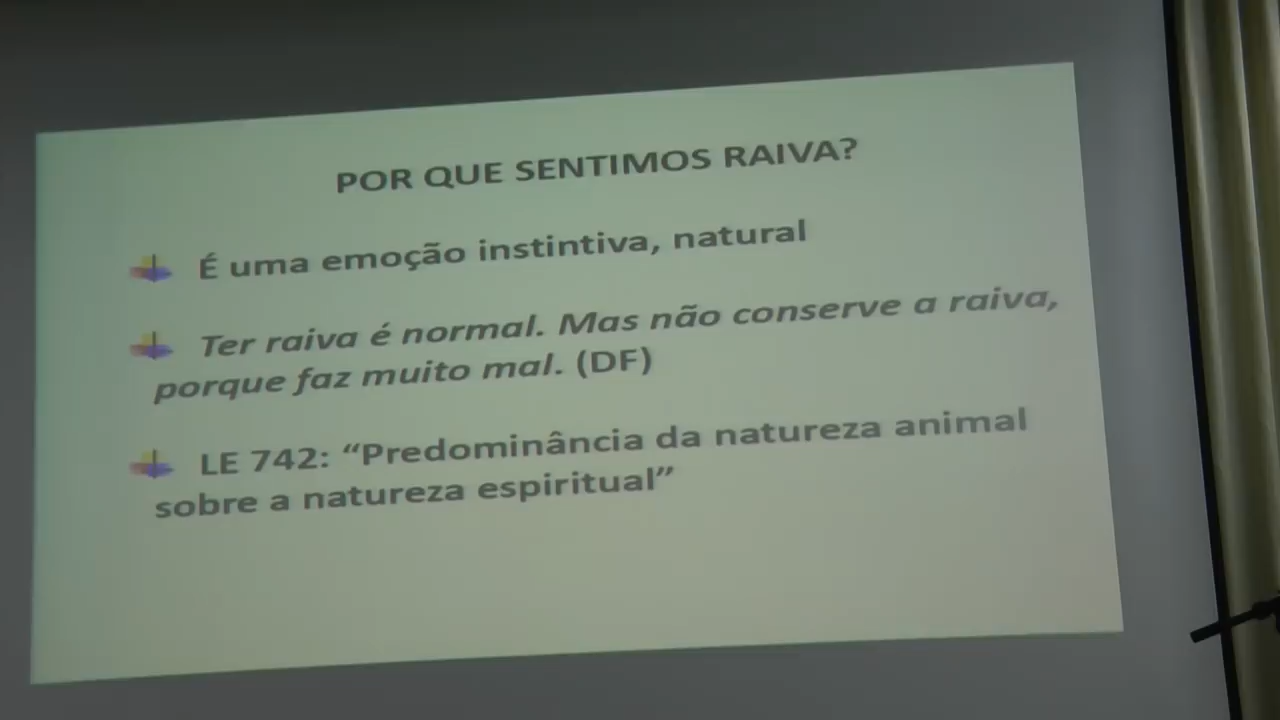 POR QUE SENTIMOS RAIVA?
É uma emoção instintiva, natural
Ter raiva é normal. Mas não conserve a raiva,
porque faz muito mal. (DF)
LE 742: “Predominância da natureza animal
sobre a natureza espiritual”